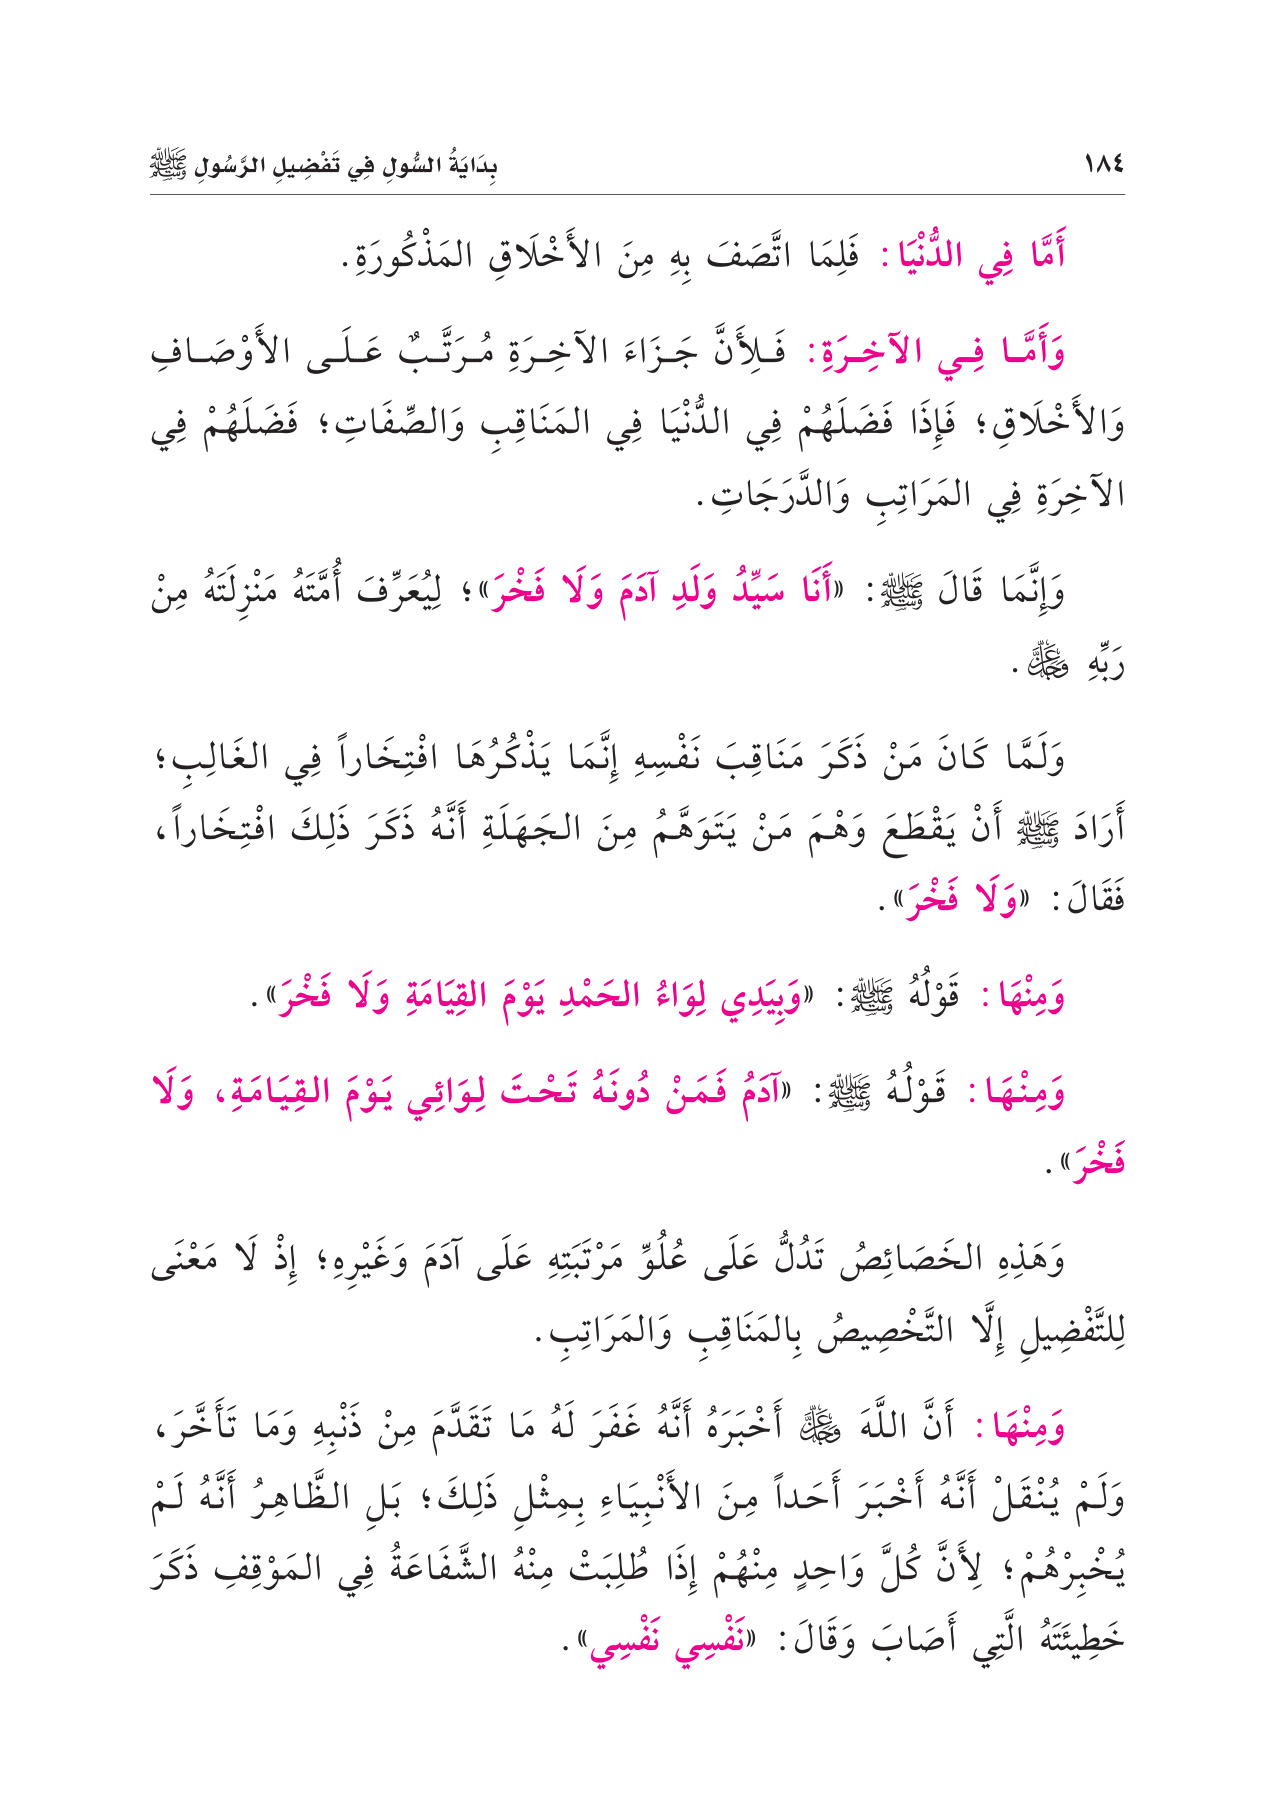 ١٨٤
بِدَايَةُ السُّولِ فِي تَفْضِيلِ الرَّسُولِ ﷺ
أَمَّا فِي الدُّنْيَا: فَلِمَا اتَّصَفَ بِهِ مِنَ الأَخْلَاقِ المَذْكُورَةِ.
وَأَمَّا فِي الآخِرَةِ: فَلِأَنَّ جَزَاءَ الآخِرَةِ مُرَتَّبٌ عَلَى الأَوْصَافِ
وَالأَخْلَاقِ؛ فَإِذَا فَضَلَهُمْ فِي الدُّنْيَا فِي المَنَاقِبِ وَالصِّفَاتِ؛ فَضَلَهُمْ فِي
الآخِرَةِ فِي المَرَاتِبِ وَالدَّرَجَاتِ.
وَإِنَّمَا قَالَ ﷺ: «أَنَا سَيِّدُ وَلَدِ آدَمَ وَلَا فَخْرَ»؛ لِيُعَرِّفَ أُمَّتَهُ مَنْزِلَتَهُ مِنْ
رَبِّهِ عَزَّ وَجَلَّ.
وَلَمَّا كَانَ مَنْ ذَكَرَ مَنَاقِبَ نَفْسِهِ إِنَّمَا يَذْكُرُهَا افْتِخَاراً فِي الغَالِبِ؛
أَرَادَ ﷺ أَنْ يَقْطَعَ وَهْمَ مَنْ يَتَوَهَّمُ مِنَ الجَهَلَةِ أَنَّهُ ذَكَرَ ذَلِكَ افْتِخَاراً،
فَقَالَ: «وَلَا فَخْرَ».
وَمِنْهَا: قَوْلُهُ ﷺ: «وَبِيَدِي لِوَاءُ الحَمْدِ يَوْمَ القِيَامَةِ وَلَا فَخْرَ».
وَمِنْهَا: قَوْلُهُ ﷺ: «آدَمُ فَمَنْ دُونَهُ تَحْتَ لِوَائِي يَوْمَ القِيَامَةِ، وَلَا
فَخْرَ».
وَهَذِهِ الخَصَائِصُ تَدُلُّ عَلَى عُلُوِّ مَرْتَبَتِهِ عَلَى آدَمَ وَغَيْرِهِ؛ إِذْ لَا مَعْنَى
لِلتَّفْضِيلِ إِلَّا التَّخْصِيصُ بِالمَنَاقِبِ وَالمَرَاتِبِ.
وَمِنْهَا: أَنَّ اللَّهَ عَزَّ وَجَلَّ أَخْبَرَهُ أَنَّهُ غَفَرَ لَهُ مَا تَقَدَّمَ مِنْ ذَنْبِهِ وَمَا تَأَخَّرَ،
وَلَمْ يُنْقَلْ أَنَّهُ أَخْبَرَ أَحَداً مِنَ الأَنْبِيَاءِ بِمِثْلِ ذَلِكَ؛ بَلِ الظَّاهِرُ أَنَّهُ لَمْ
يُخْبِرْهُمْ؛ لِأَنَّ كُلَّ وَاحِدٍ مِنْهُمْ إِذَا طُلِبَتْ مِنْهُ الشَّفَاعَةُ فِي المَوْقِفِ ذَكَرَ
خَطِيئَتَهُ الَّتِي أَصَابَ وَقَالَ: «نَفْسِي نَفْسِي».